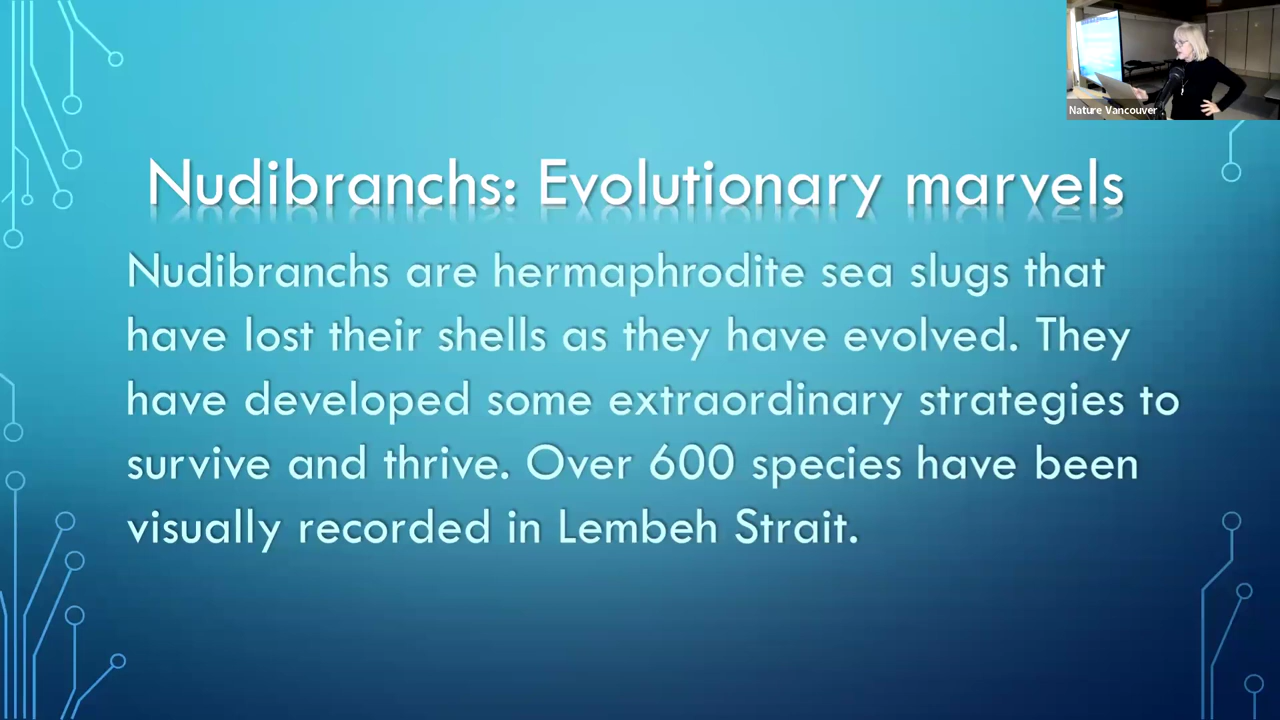 Nature Vancouver
Nudibranchs: Evolutionary marvels
Nudibranchs are hermaphrodite sea slugs that
have lost their shells as they have evolved. They
have developed some extraordinary strategies to
survive and thrive. Over 600 species have been
visually recorded in Lembeh Strait.